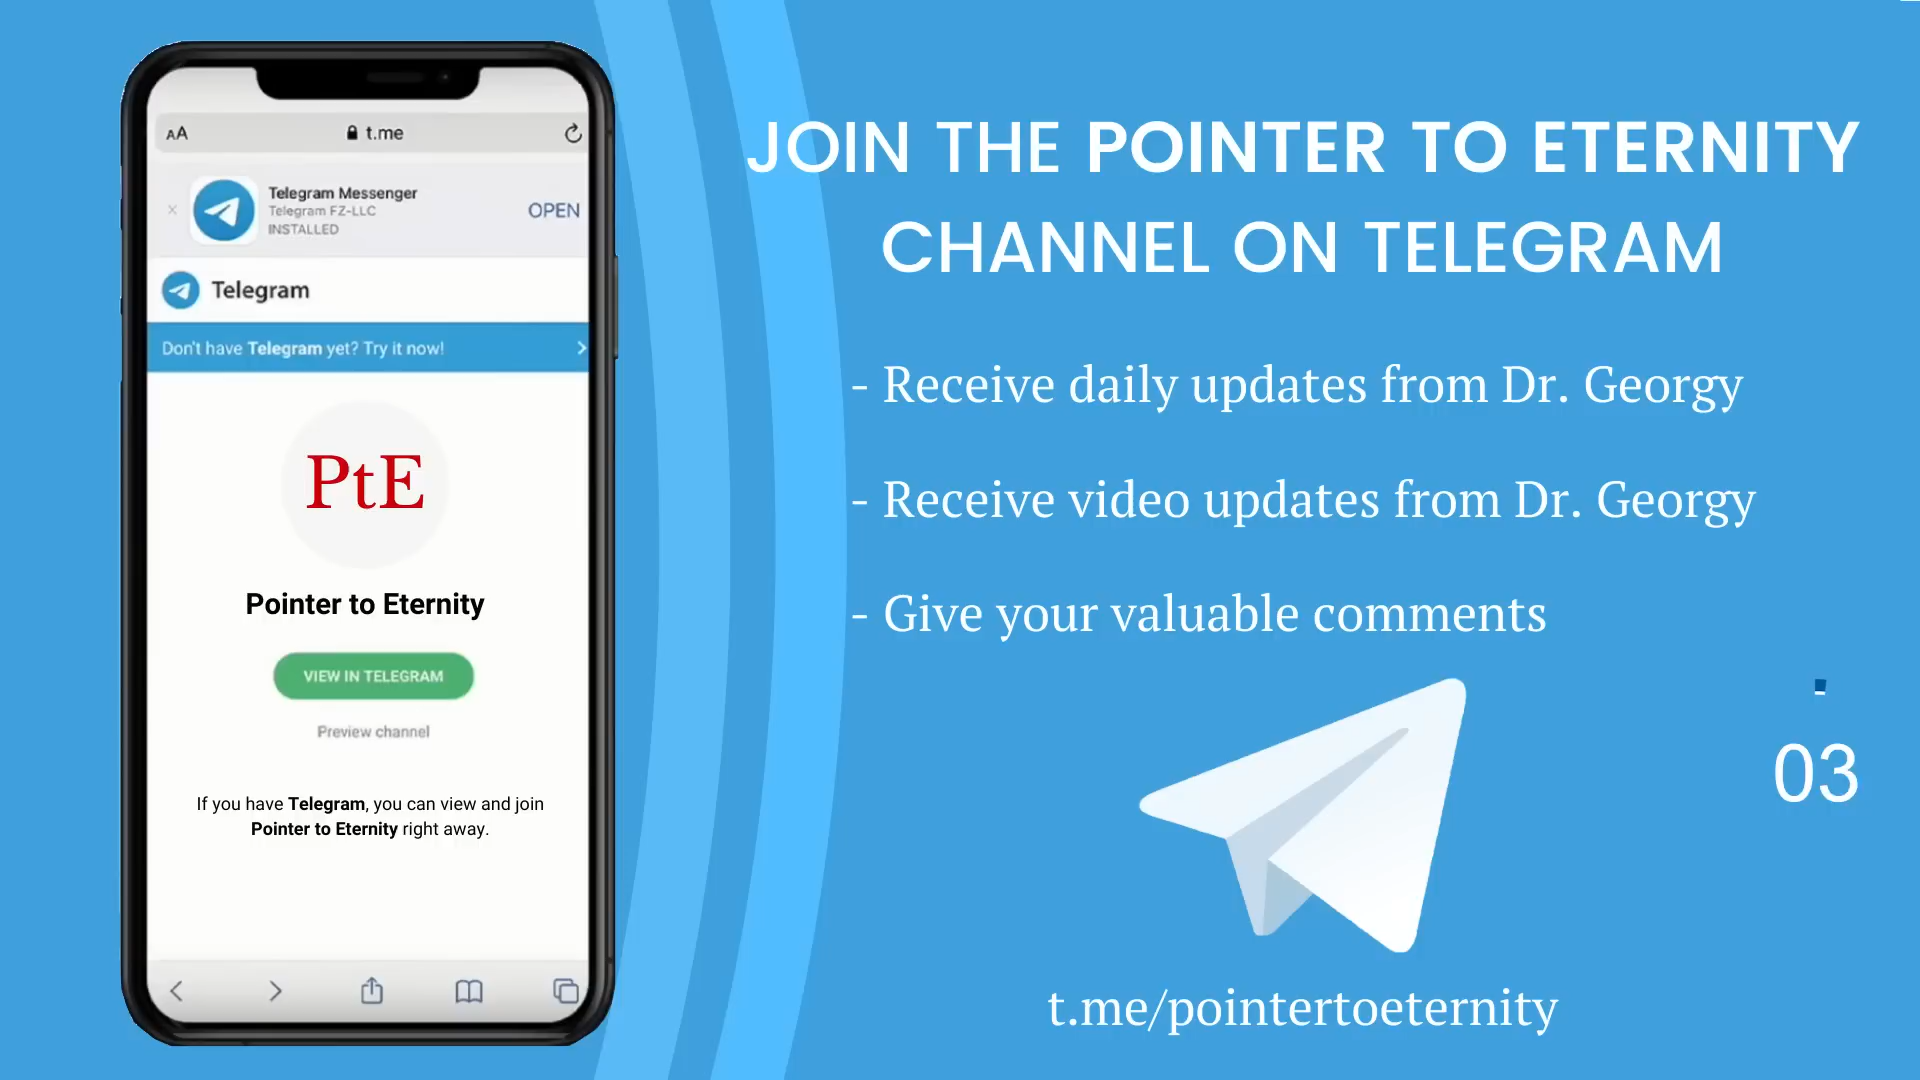 AA
t.me
Telegram Messenger
Telegram FZ-LLC
INSTALLED
OPEN
Telegram
Don't have Telegram yet? Try it now!
PtE
Pointer to Eternity
VIEW IN TELEGRAM
Preview channel
If you have Telegram, you can view and join
Pointer to Eternity right away.
JOIN THE POINTER TO ETERNITY
CHANNEL ON TELEGRAM
- Receive daily updates from Dr. Georgy
- Receive video updates from Dr. Georgy
- Give your valuable comments
03
t.me/pointertoeternity